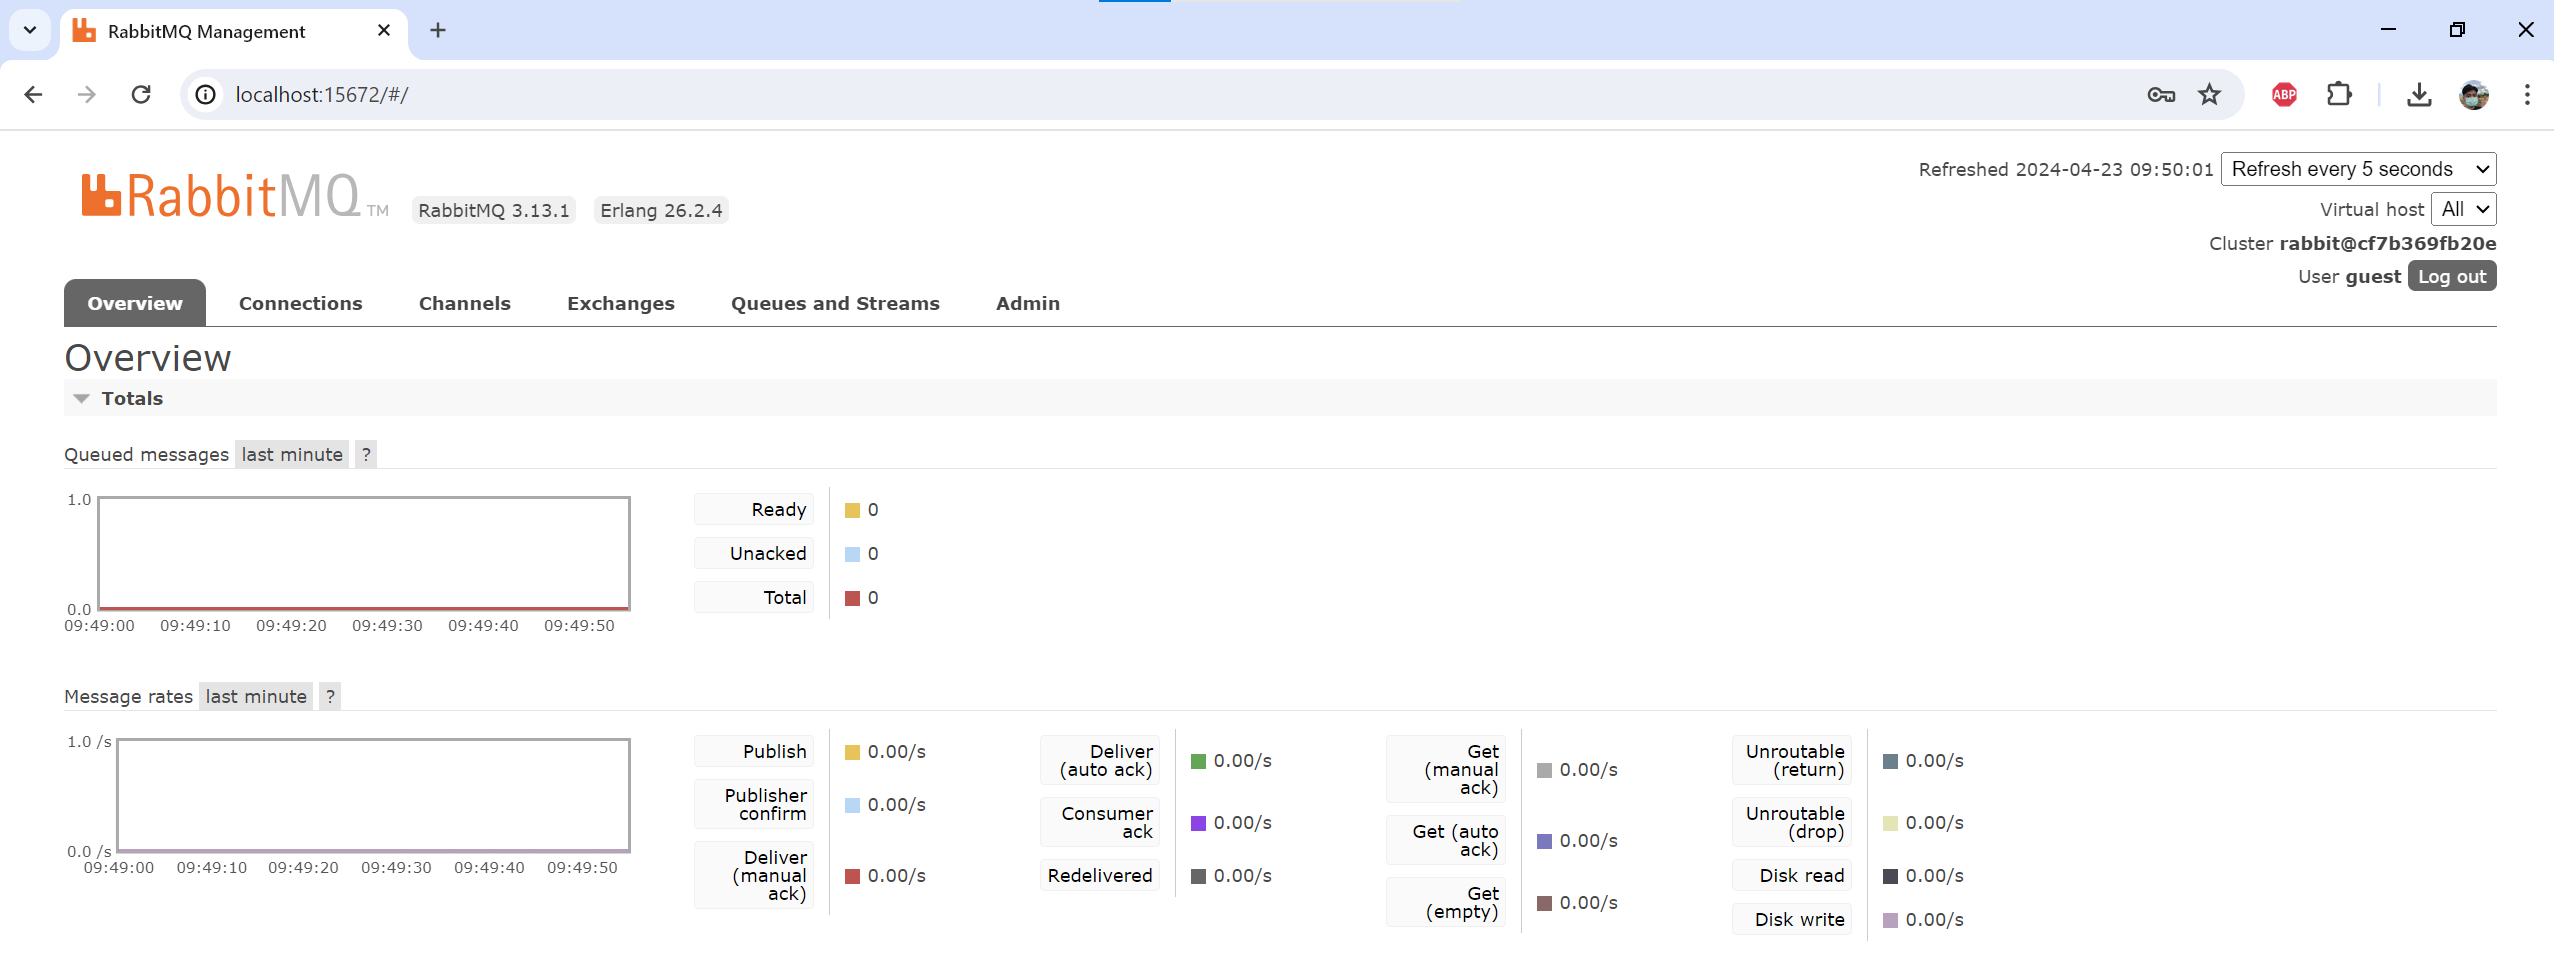 RabbitMQ Management
localhost:15672/#/
ABP
RabbitMQ TM RabbitMQ 3.13.1 Erlang 26.2.4
Refreshed 2024-04-23 09:50:01 Refresh every 5 seconds
Virtual host All
Cluster rabbit@cf7b369fb20e
User guest Log out
Overview Connections Channels Exchanges Queues and Streams Admin
Overview
Totals
Queued messages last minute ?
1.0
0.0
09:49:00 09:49:10 09:49:20 09:49:30 09:49:40 09:49:50
Ready 0
Unacked 0
Total 0
Message rates last minute ?
1.0 /s
0.0 /s
09:49:00 09:49:10 09:49:20 09:49:30 09:49:40 09:49:50
Publish 0.00/s
Publisher
confirm 0.00/s
Deliver
(manual
ack) 0.00/s
Deliver
(auto ack) 0.00/s
Consumer
ack 0.00/s
Redelivered 0.00/s
Get
(manual
ack) 0.00/s
Get (auto
ack) 0.00/s
Get
(empty) 0.00/s
Unroutable
(return) 0.00/s
Unroutable
(drop) 0.00/s
Disk read 0.00/s
Disk write 0.00/s